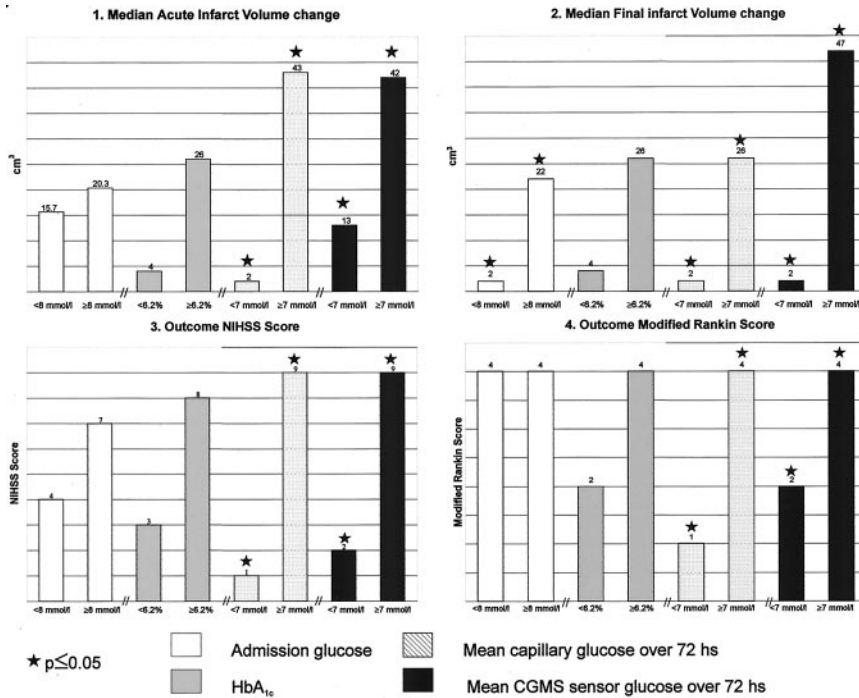 1. Median Acute Infarct Volume change
cm³
15.7
20.3
4
26
★
2
★
43
★
13
★
42
<8 mmol/l ≥8 mmol/l // <6.2% ≥6.2% // <7 mmol/l ≥7 mmol/l // <7 mmol/l ≥7 mmol/l
2. Median Final infarct Volume change
cm³
★
2
★
22
4
26
★
2
★
26
★
2
★
47
<8 mmol/l ≥8 mmol/l // <6.2% ≥6.2% // <7 mmol/l ≥7 mmol/l // <7 mmol/l ≥7 mmol/l
3. Outcome NIHSS Score
NIHSS Score
4
7
3
8
★
1
★
9
★
2
★
9
<8 mmol/l ≥8 mmol/l // <6.2% ≥6.2% // <7 mmol/l ≥7 mmol/l // <7 mmol/l ≥7 mmol/l
4. Outcome Modified Rankin Score
Modified Rankin Score
4
4
2
4
★
1
★
4
★
2
★
4
<8 mmol/l ≥8 mmol/l // <6.2% ≥6.2% // <7 mmol/l ≥7 mmol/l // <7 mmol/l ≥7 mmol/l
★ p≤0.05
Admission glucose
Mean capillary glucose over 72 hs
HbA1c
Mean CGMS sensor glucose over 72 hs